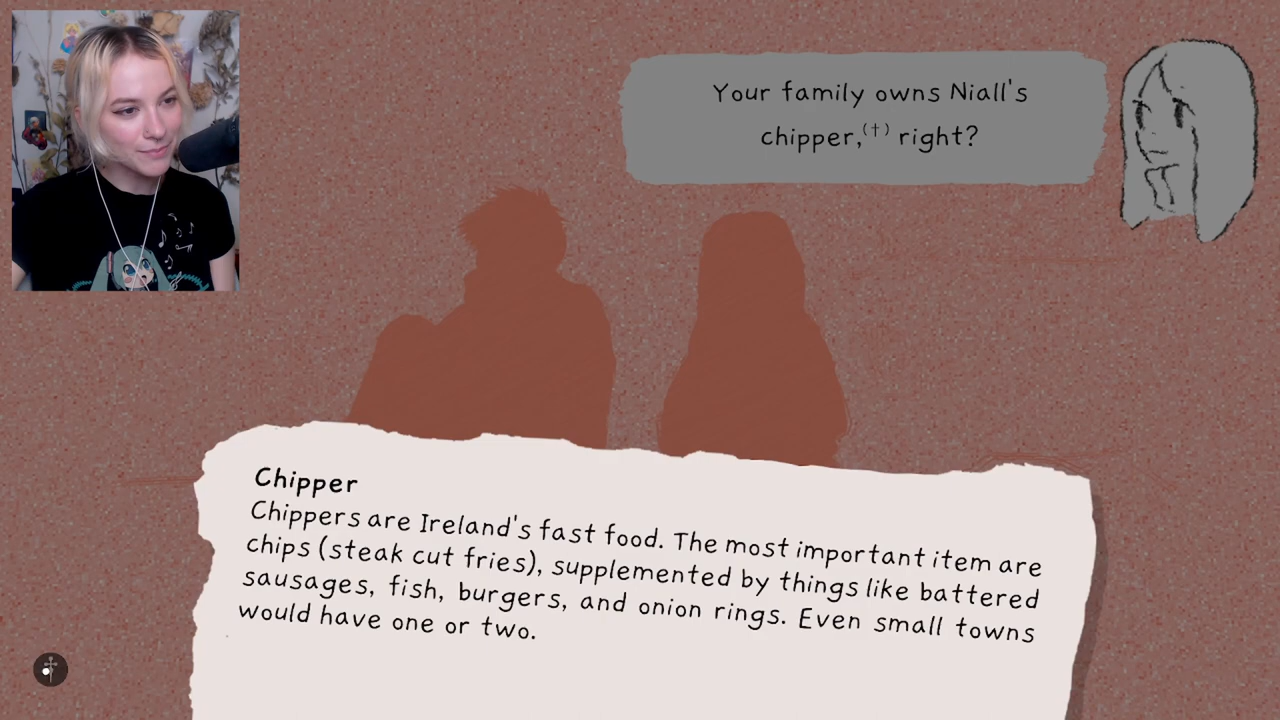 Your family owns Niall's
chipper,(†) right?
Chipper
Chippers are Ireland's fast food. The most important item are
chips (steak cut fries), supplemented by things like battered
sausages, fish, burgers, and onion rings. Even small towns
would have one or two.